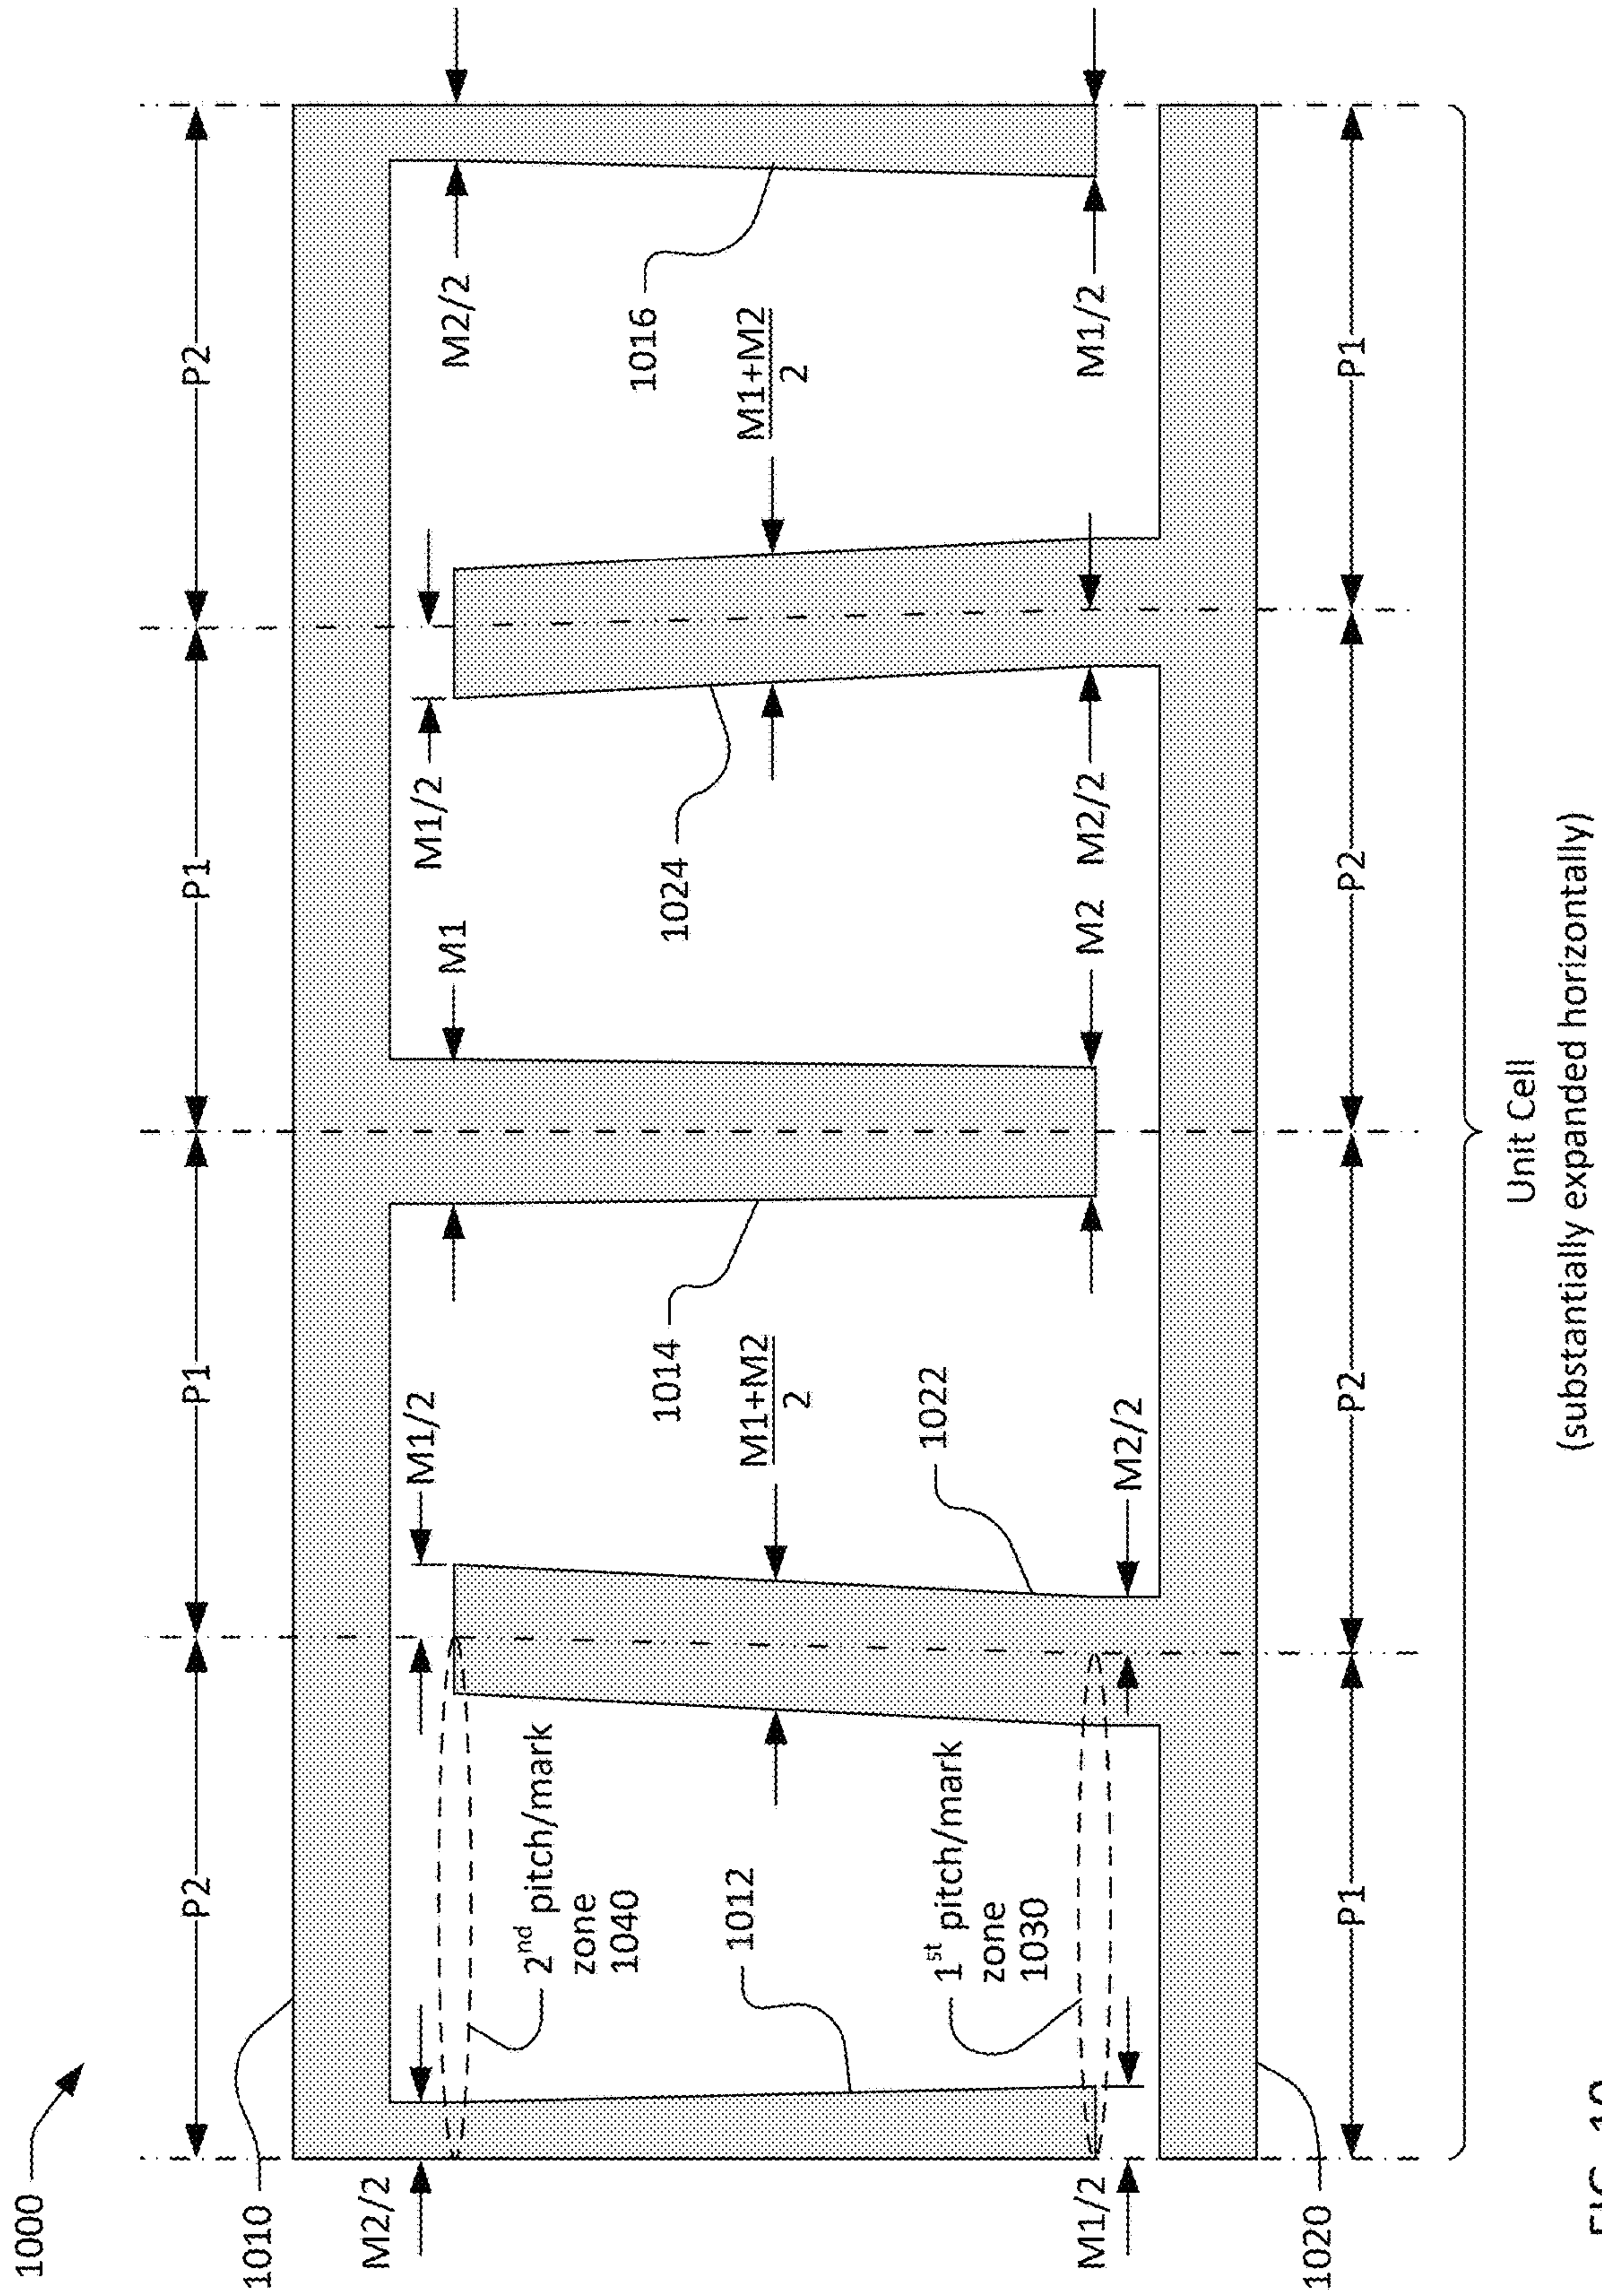 1000
P2
P1
P1
P2
1010
M2/2
M1/2
M1
M1/2
M2/2
2nd pitch/mark
zone
1040
1014
1024
1016
1012
M1+M2
2
M1+M2
2
1022
1st pitch/mark
zone
1030
M1/2
M2/2
M2
M2/2
M1/2
1020
P1
P2
P2
P1
Unit Cell
(substantially expanded horizontally)
FIG. 10